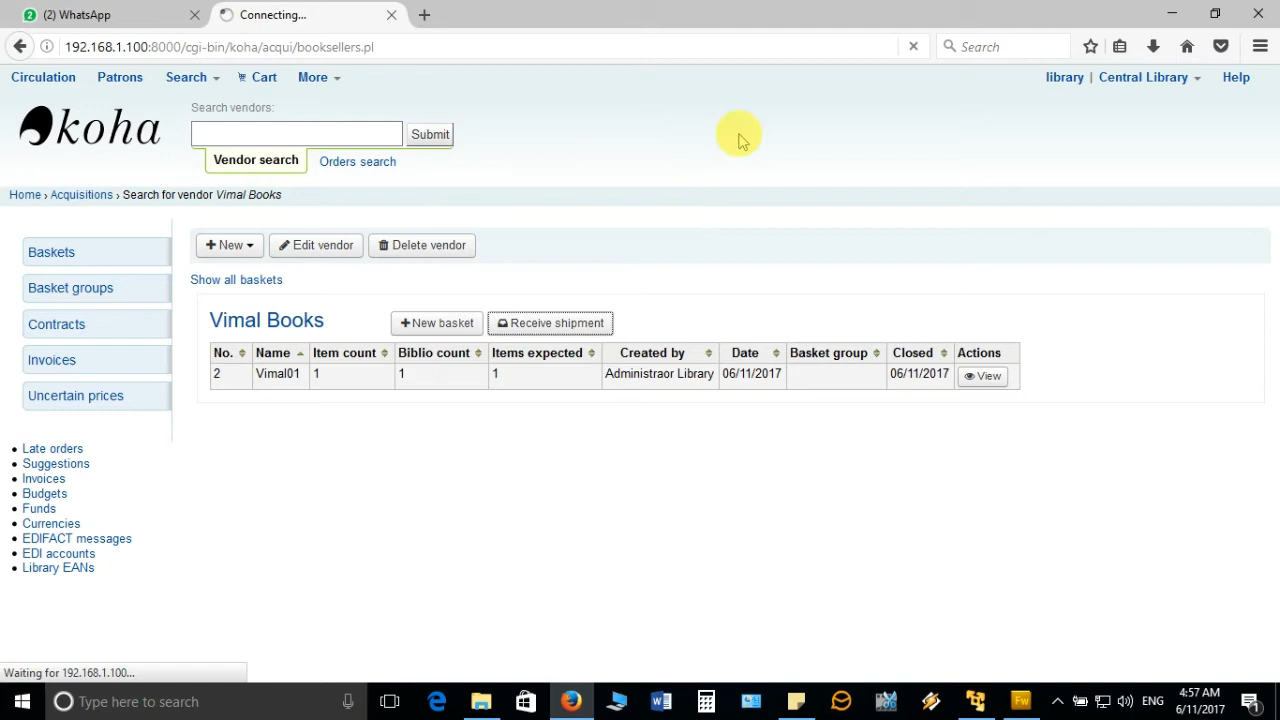 (2) WhatsApp
Connecting...
192.168.1.100:8000/cgi-bin/koha/acqui/booksellers.pl
Search
Circulation Patrons Search Cart More library | Central Library Help
koha
Search vendors:
Submit
Vendor search Orders search
Home › Acquisitions › Search for vendor Vimal Books
Baskets
Basket groups
Contracts
Invoices
Uncertain prices
Late orders
Suggestions
Invoices
Budgets
Funds
Currencies
EDIFACT messages
EDI accounts
Library EANs
New Edit vendor Delete vendor
Show all baskets
Vimal Books New basket Receive shipment
No. Name Item count Biblio count Items expected Created by Date Basket group Closed Actions
2 Vimal01 1 1 1 Administraor Library 06/11/2017 06/11/2017 View
Waiting for 192.168.1.100...
Type here to search
Fw
ENG
4:57 AM
6/11/2017
1